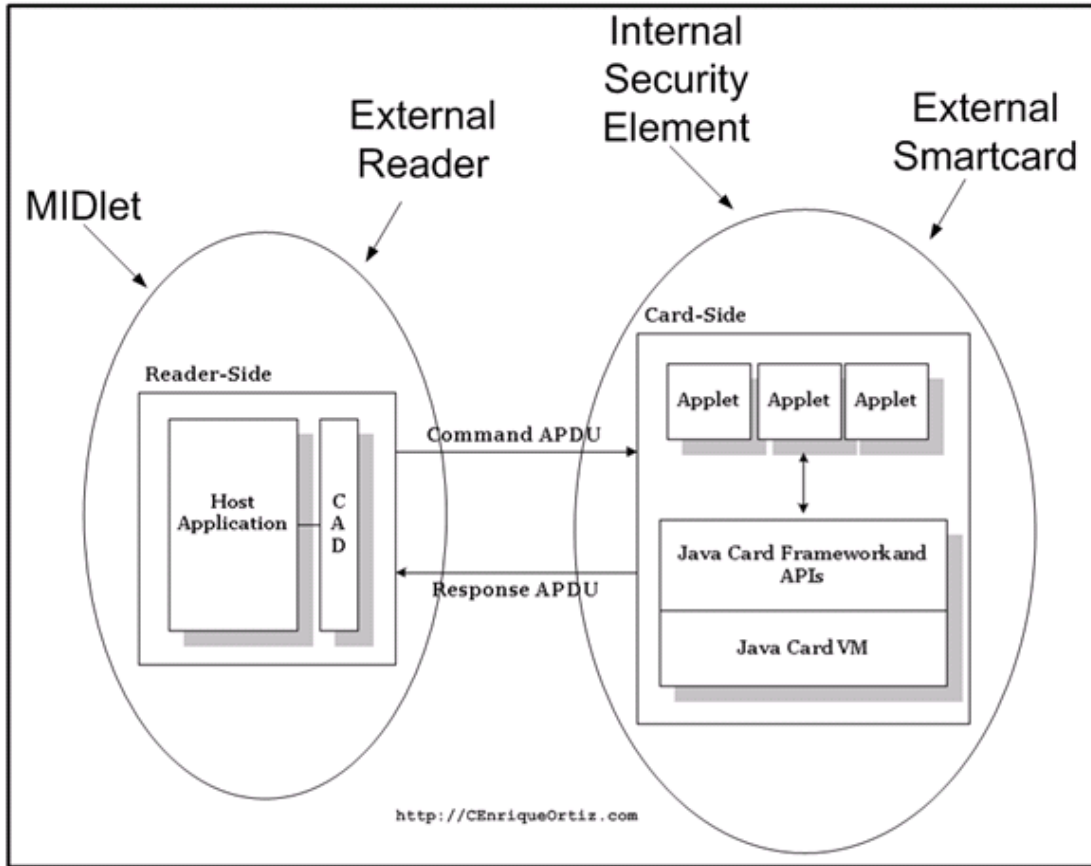 Internal
Security
Element
External
Reader
External
Smartcard
MIDlet
Card-Side
Reader-Side
Applet Applet Applet
Command APDU
Host
Application
C
A
D
Java Card Frameworkand
APIs
Response APDU
Java Card VM
http://CEnriqueOrtiz.com